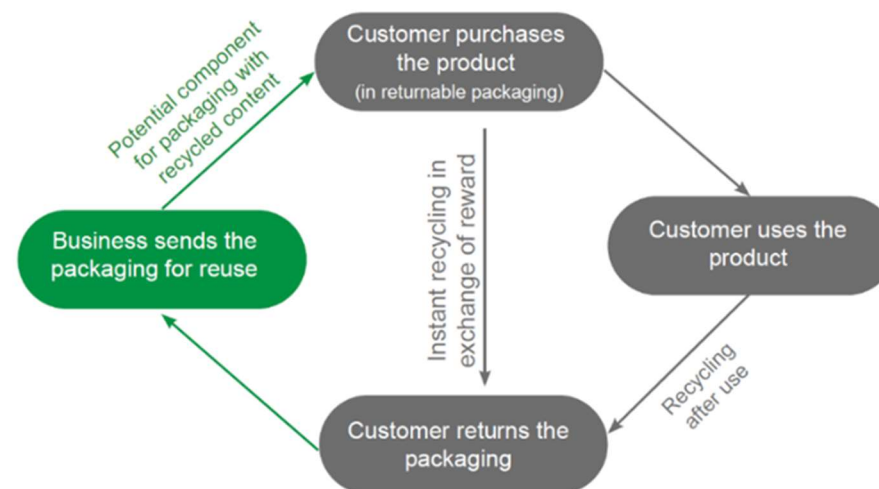 Customer purchases
the product
(in returnable packaging)
Potential component
for packaging with
recycled content
Instant recycling in
exchange of reward
Business sends the
packaging for reuse
Customer uses the
product
Recycling
after use
Customer returns the
packaging